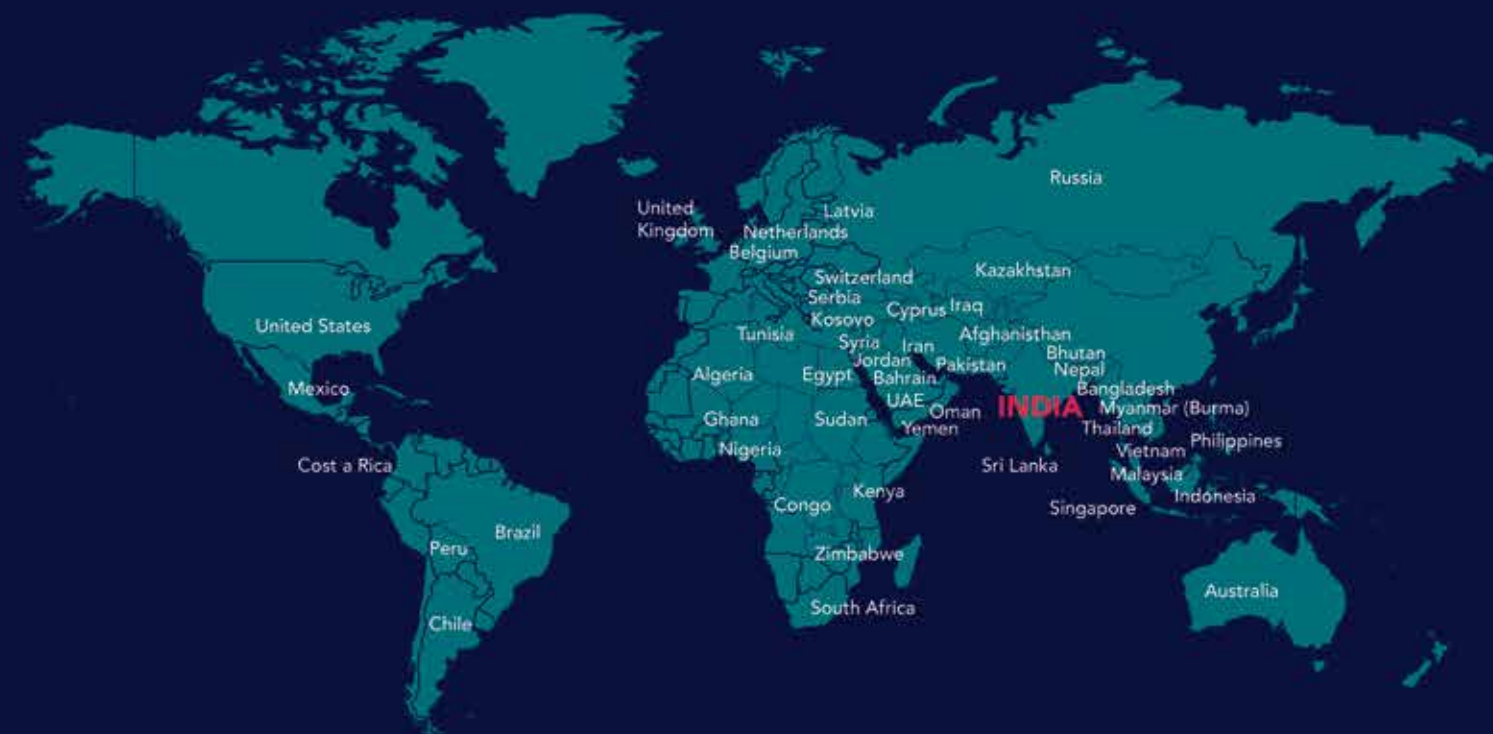 Russia
United
Kingdom
Latvia
Netherlands
Belgium
Switzerland
Kazakhstan
Serbia
Cyprus
Iraq
Kosovo
United States
Tunisia
Syria
Iran
Afghanisthan
Jordan
Pakistan
Bhutan
Nepal
Algeria
Egypt
Bahrain
Mexico
Bangladesh
UAE
INDIA
Myanmar (Burma)
Ghana
Sudan
Oman
Yemen
Thailand
Philippines
Nigeria
Vietnam
Cost a Rica
Sri Lanka
Malaysia
Kenya
Indonesia
Congo
Singapore
Brazil
Peru
Zimbabwe
Australia
South Africa
Chile